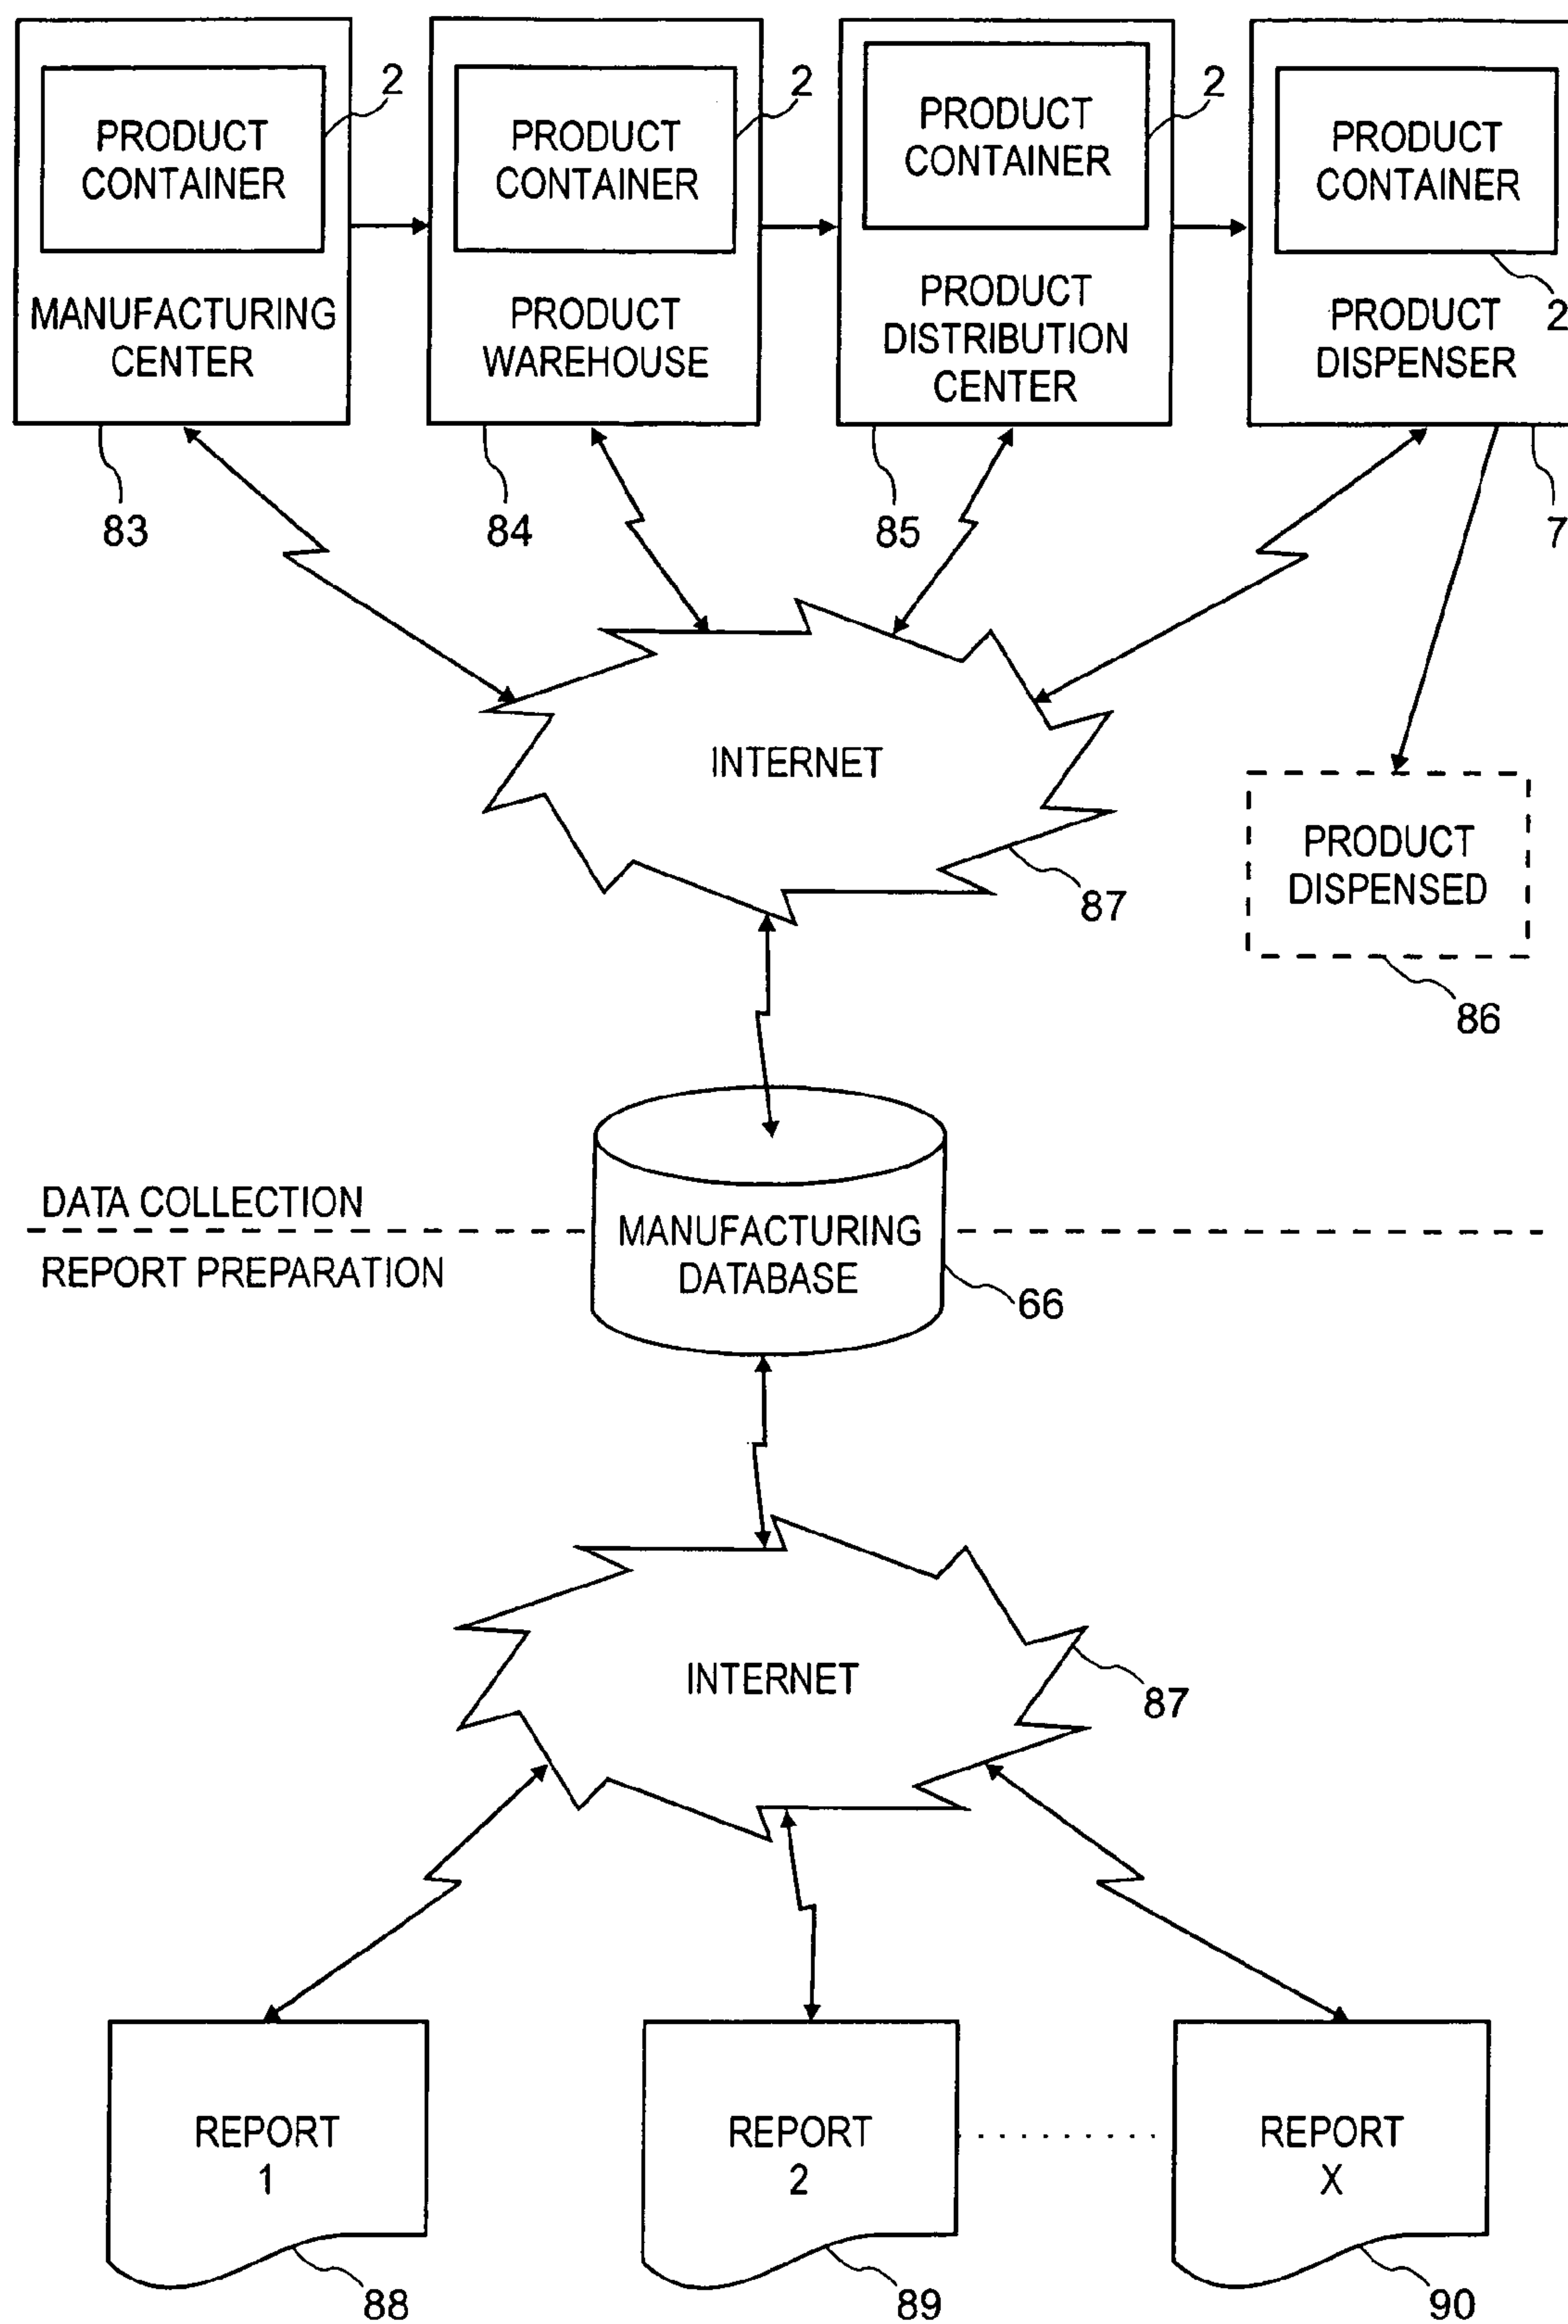 2
PRODUCT
CONTAINER
MANUFACTURING
CENTER
83
2
PRODUCT
CONTAINER
PRODUCT
WAREHOUSE
84
2
PRODUCT
CONTAINER
PRODUCT
DISTRIBUTION
CENTER
85
PRODUCT
CONTAINER
2
PRODUCT
DISPENSER
7
INTERNET
87
PRODUCT
DISPENSED
86
DATA COLLECTION
REPORT PREPARATION
MANUFACTURING
DATABASE
66
INTERNET
87
REPORT
1
88
REPORT
2
89
REPORT
X
90